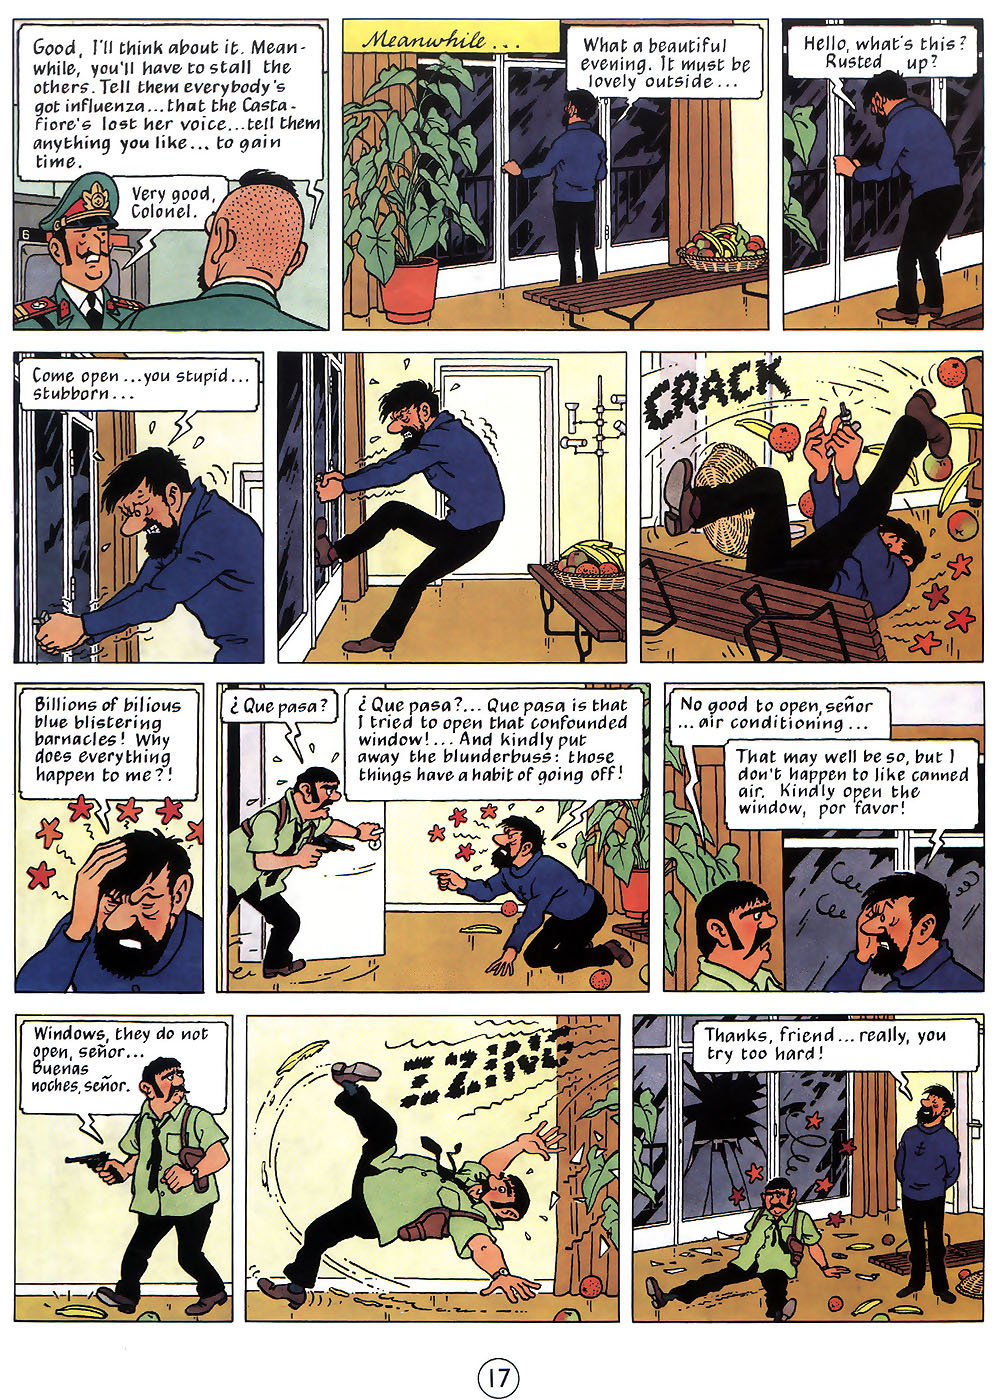 Good, I'll think about it. Mean-
while, you'll have to stall the
others. Tell them everybody's
got influenza...that the Casta-
fiore's lost her voice...tell them
anything you like... to gain
time.
Very good,
Colonel.
6
Meanwhile...
What a beautiful
evening. It must be
lovely outside...
Hello, what's this?
Rusted up?
Come open...you stupid...
stubborn...
CRACK
Billions of bilious
blue blistering
barnacles! Why
does everything
happen to me?!
¿Que pasa?
¿Que pasa?... Que pasa is that
I tried to open that confounded
window!... And kindly put
away the blunderbuss: those
things have a habit of going off!
No good to open, señor
...air conditioning...
That may well be so, but I
don't happen to like canned
air. Kindly open the
window, por favor!
Windows, they do not
open, señor...
Buenas
noches, señor.
Thanks, friend...really, you
try too hard!
17